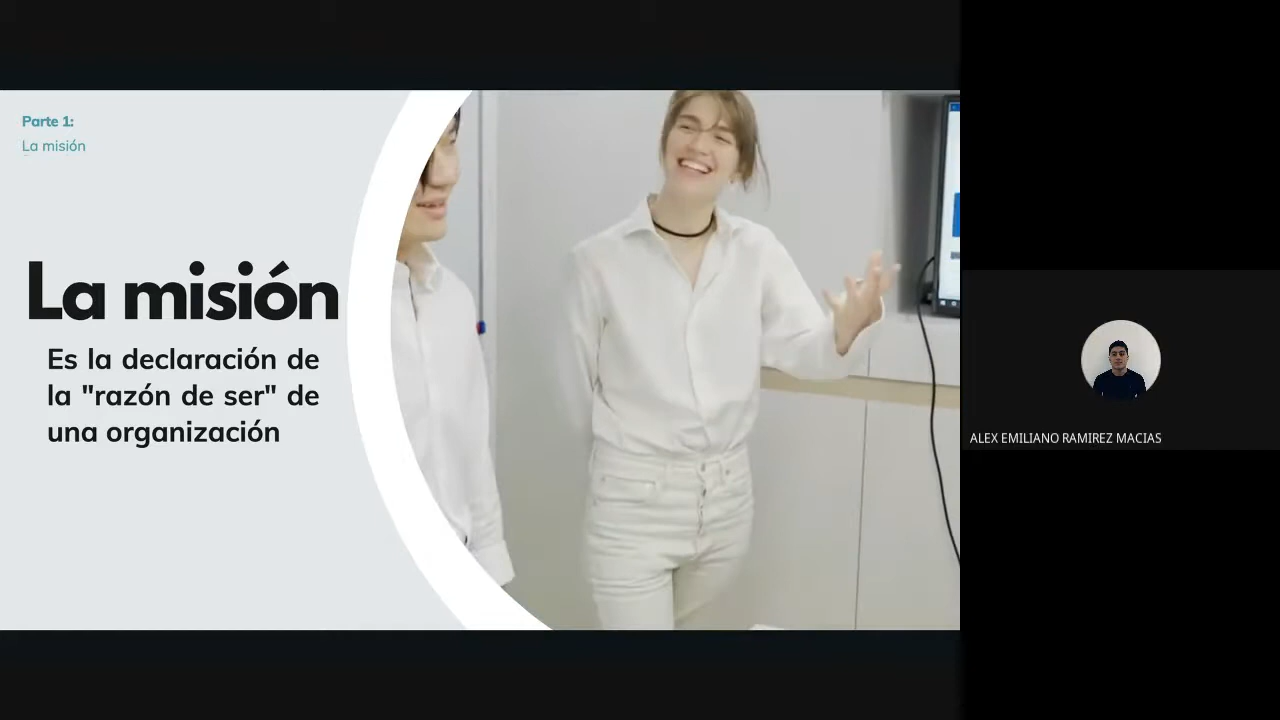 Parte 1:
La misión
La misión
Es la declaración de
la "razón de ser" de
una organización
ALEX EMILIANO RAMIREZ MACIAS